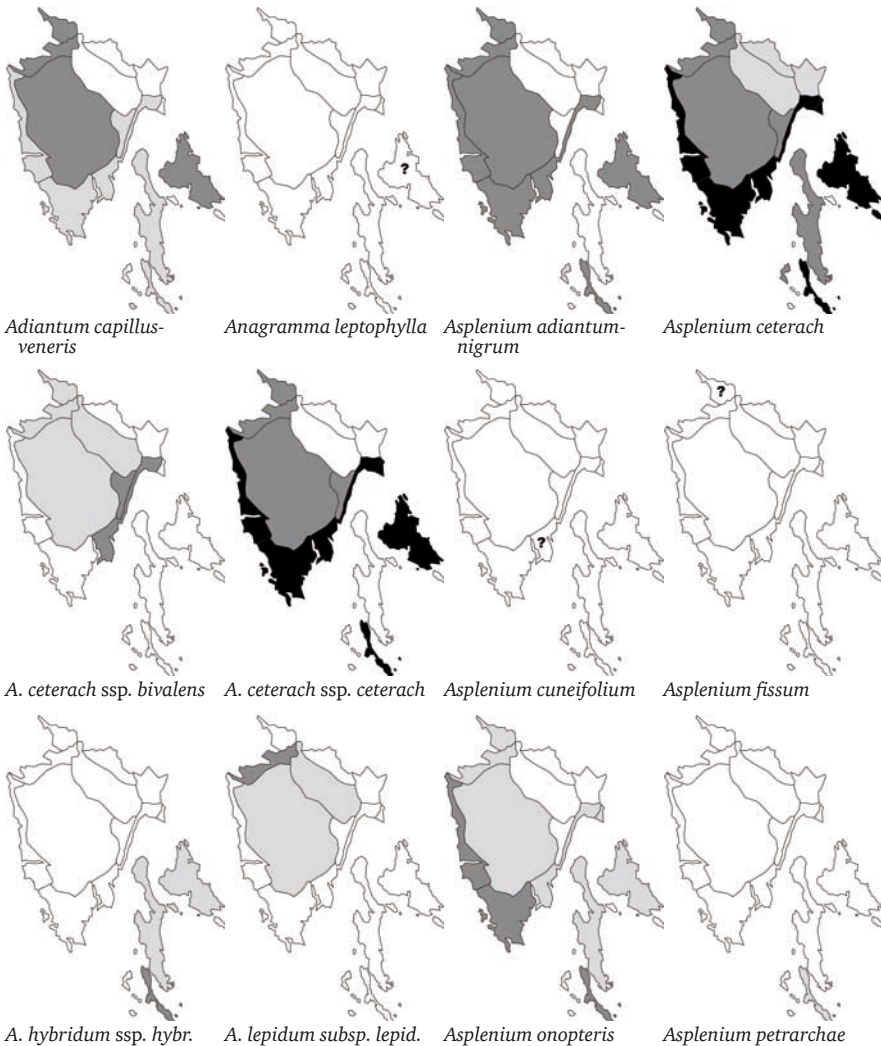 ?
Adiantum capillus-
veneris
Anagramma leptophylla
Asplenium adiantum-
nigrum
Asplenium ceterach
?
?
A. ceterach ssp. bivalens
A. ceterach ssp. ceterach
Asplenium cuneifolium
Asplenium fissum
A. hybridum ssp. hybr.
A. lepidum subsp. lepid.
Asplenium onopteris
Asplenium petrarchae